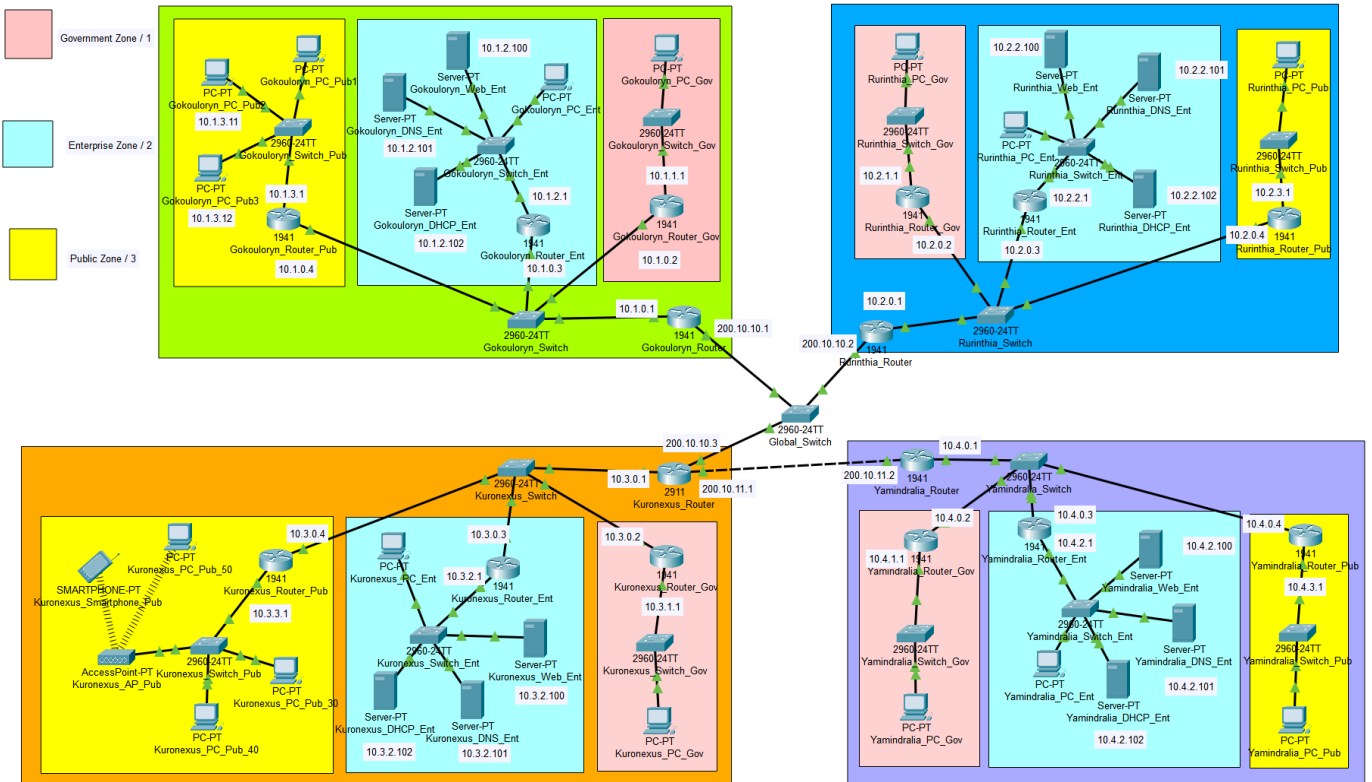 Government Zone / 1
Enterprise Zone / 2
Public Zone / 3
PC-PT
Gokouloryn_PC_Pub1
PC-PT
Gokouloryn_PC_Pub2
10.1.3.11
2960-24TT
Gokouloryn_Switch_Pub
PC-PT
Gokouloryn_PC_Pub3
10.1.3.12
10.1.3.1
1941
Gokouloryn_Router_Pub
10.1.0.4
10.1.2.100
Server-PT
Gokouloryn_Web_Ent
PC-PT
Gokouloryn_PC_Ent
Server-PT
Gokouloryn_DNS_Ent
10.1.2.101
2960-24TT
Gokouloryn_Switch_Ent
Server-PT
Gokouloryn_DHCP_Ent
10.1.2.102
10.1.2.1
1941
Gokouloryn_Router_Ent
10.1.0.3
PC-PT
Gokouloryn_PC_Gov
2960-24TT
Gokouloryn_Switch_Gov
10.1.1.1
1941
Gokouloryn_Router_Gov
10.1.0.2
2960-24TT
Gokouloryn_Switch
10.1.0.1
1941
Gokouloryn_Router
200.10.10.1
PC-PT
Rurinthia_PC_Gov
2960-24TT
Rurinthia_Switch_Gov
10.2.1.1
1941
Rurinthia_Router_Gov
10.2.0.2
10.2.2.100
Server-PT
Rurinthia_Web_Ent
10.2.2.101
Server-PT
Rurinthia_DNS_Ent
PC-PT
Rurinthia_PC_Ent
2960-24TT
Rurinthia_Switch_Ent
10.2.2.1
1941
Rurinthia_Router_Ent
10.2.0.3
10.2.2.102
Server-PT
Rurinthia_DHCP_Ent
PC-PT
Rurinthia_PC_Pub
2960-24TT
Rurinthia_Switch_Pub
10.2.3.1
10.2.0.4
1941
Rurinthia_Router_Pub
10.2.0.1
2960-24TT
Rurinthia_Switch
200.10.10.2
1941
Rurinthia_Router
2960-24TT
Global_Switch
200.10.10.3
2960-24TT
Kuronexus_Switch
10.3.0.1
2911
Kuronexus_Router
200.10.11.1
10.3.0.4
PC-PT
Kuronexus_PC_Pub_50
SMARTPHONE-PT
Kuronexus_Smartphone_Pub
1941
Kuronexus_Router_Pub
10.3.3.1
AccessPoint-PT
Kuronexus_AP_Pub
2960-24TT
Kuronexus_Switch_Pub
PC-PT
Kuronexus_PC_Pub_30
PC-PT
Kuronexus_PC_Pub_40
10.3.0.3
PC-PT
Kuronexus_PC_Ent
10.3.2.1
1941
Kuronexus_Router_Ent
2960-24TT
Kuronexus_Switch_Ent
Server-PT
Kuronexus_Web_Ent
10.3.2.100
Server-PT
Kuronexus_DHCP_Ent
10.3.2.102
Server-PT
Kuronexus_DNS_Ent
10.3.2.101
10.3.0.2
1941
Kuronexus_Router_Gov
10.3.1.1
2960-24TT
Kuronexus_Switch_Gov
PC-PT
Kuronexus_PC_Gov
200.10.11.2
1941
Yamindralia_Router
10.4.0.1
2960-24TT
Yamindralia_Switch
10.4.0.2
10.4.1.1
1941
Yamindralia_Router_Gov
2960-24TT
Yamindralia_Switch_Gov
PC-PT
Yamindralia_PC_Gov
10.4.0.3
1941
10.4.2.1
Yamindralia_Router_Ent
10.4.2.100
Server-PT
Yamindralia_Web_Ent
2960-24TT
Yamindralia_Switch_Ent
Server-PT
Yamindralia_DNS_Ent
10.4.2.101
PC-PT
Yamindralia_PC_Ent
Server-PT
Yamindralia_DHCP_Ent
10.4.2.102
10.4.0.4
1941
Yamindralia_Router_Pub
10.4.3.1
2960-24TT
Yamindralia_Switch_Pub
PC-PT
Yamindralia_PC_Pub